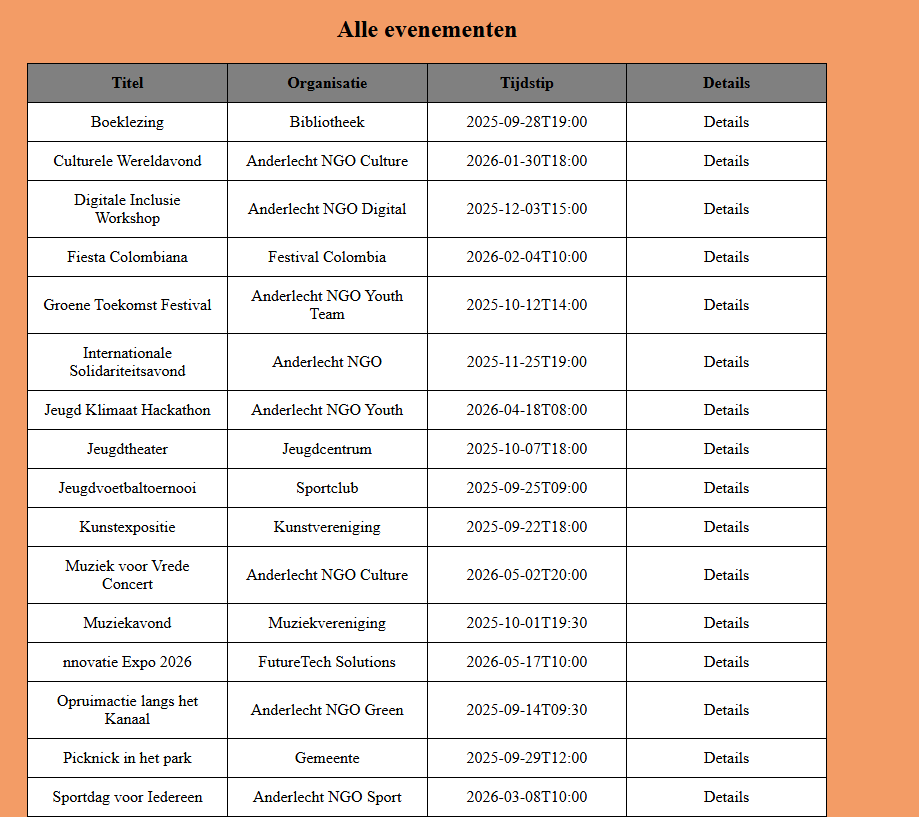 Alle evenementen
Titel Organisatie Tijdstip Details
Boeklezing Bibliotheek 2025-09-28T19:00 Details
Culturele Wereldavond Anderlecht NGO Culture 2026-01-30T18:00 Details
Digitale Inclusie
Workshop Anderlecht NGO Digital 2025-12-03T15:00 Details
Fiesta Colombiana Festival Colombia 2026-02-04T10:00 Details
Groene Toekomst Festival Anderlecht NGO Youth
Team 2025-10-12T14:00 Details
Internationale
Solidariteitsavond Anderlecht NGO 2025-11-25T19:00 Details
Jeugd Klimaat Hackathon Anderlecht NGO Youth 2026-04-18T08:00 Details
Jeugdtheater Jeugdcentrum 2025-10-07T18:00 Details
Jeugdvoetbaltoernooi Sportclub 2025-09-25T09:00 Details
Kunstexpositie Kunstvereniging 2025-09-22T18:00 Details
Muziek voor Vrede
Concert Anderlecht NGO Culture 2026-05-02T20:00 Details
Muziekavond Muziekvereniging 2025-10-01T19:30 Details
nnovatie Expo 2026 FutureTech Solutions 2026-05-17T10:00 Details
Opruimactie langs het
Kanaal Anderlecht NGO Green 2025-09-14T09:30 Details
Picknick in het park Gemeente 2025-09-29T12:00 Details
Sportdag voor Iedereen Anderlecht NGO Sport 2026-03-08T10:00 Details